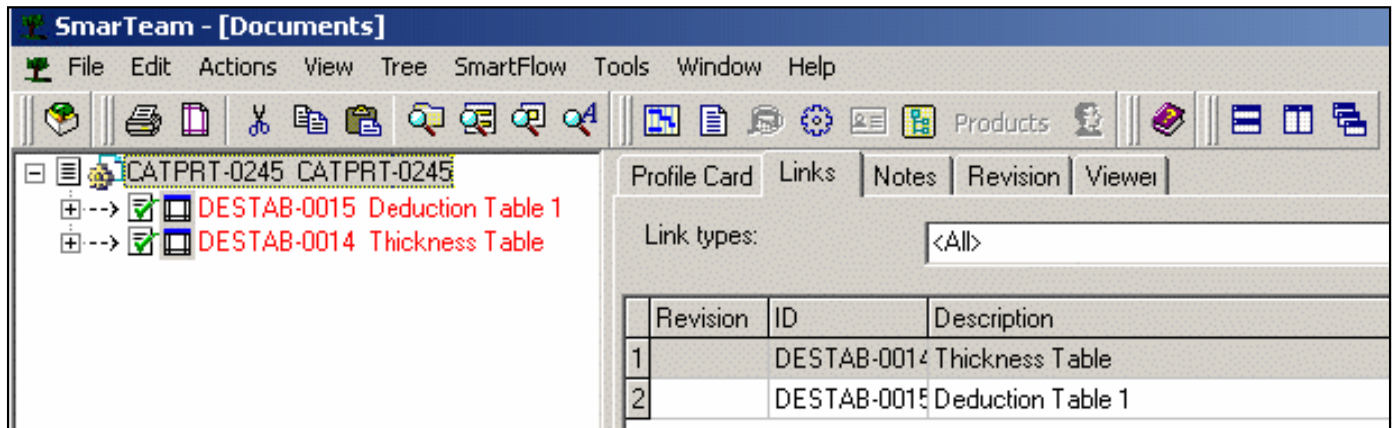 SmarTeam - [Documents]
File Edit Actions View Tree SmartFlow Tools Window Help
Products
CATPRT-0245 CATPRT-0245
DESTAB-0015 Deduction Table 1
DESTAB-0014 Thickness Table
Profile Card Links Notes Revision Viewer
Link types: <All>
Revision ID Description
1 DESTAB-0014 Thickness Table
2 DESTAB-0015 Deduction Table 1